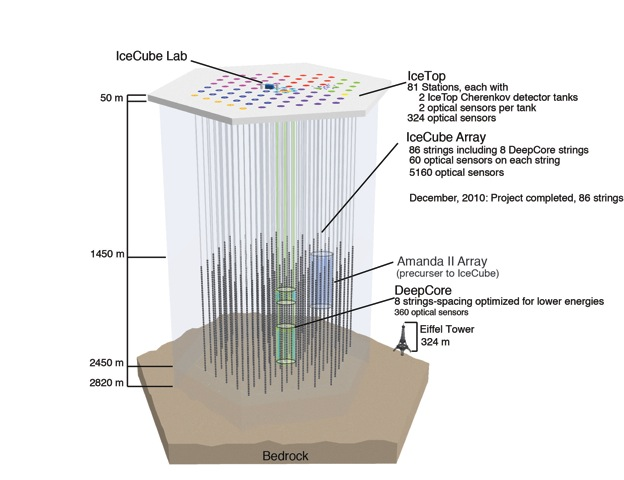 IceCube Lab
IceTop
81 Stations, each with
2 IceTop Cherenkov detector tanks
2 optical sensors per tank
324 optical sensors
50 m
IceCube Array
86 strings including 8 DeepCore strings
60 optical sensors on each string
5160 optical sensors
December, 2010: Project completed, 86 strings
1450 m
Amanda II Array
(precurser to IceCube)
DeepCore
8 strings-spacing optimized for lower energies
360 optical sensors
Eiffel Tower
324 m
2450 m
2820 m
Bedrock